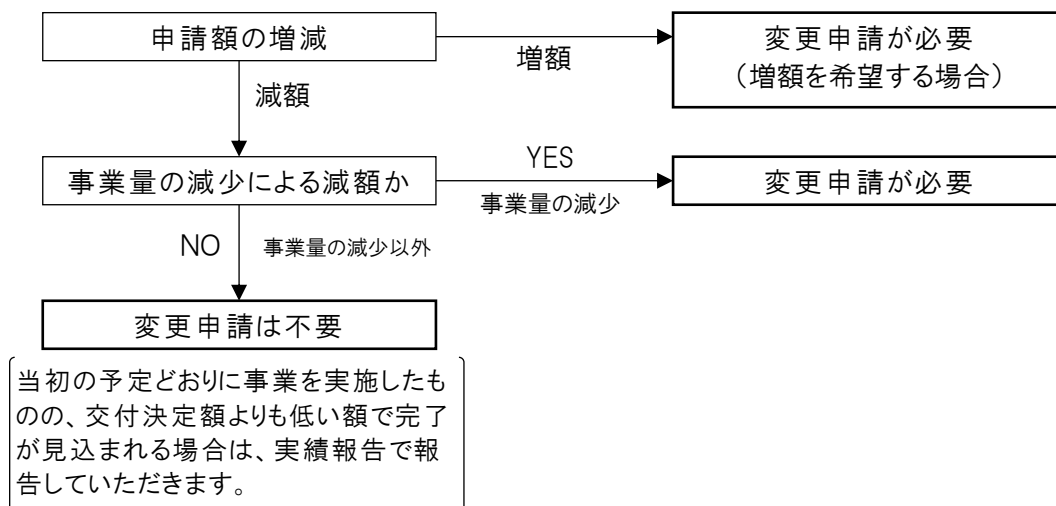 申請額の増減
増額
変更申請が必要
（増額を希望する場合）
減額
事業量の減少による減額か
YES
事業量の減少
変更申請が必要
NO
事業量の減少以外
変更申請は不要
当初の予定どおりに事業を実施したも
のの、交付決定額よりも低い額で完了
が見込まれる場合は、実績報告で報
告していただきます。